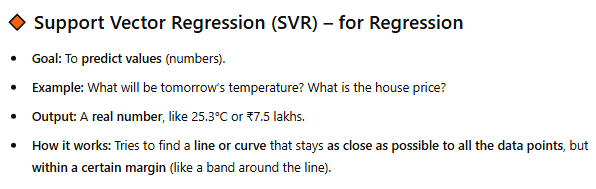 Support Vector Regression (SVR) – for Regression
• Goal: To predict values (numbers).
• Example: What will be tomorrow's temperature? What is the house price?
• Output: A real number, like 25.3°C or ₹7.5 lakhs.
• How it works: Tries to find a line or curve that stays as close as possible to all the data points, but
within a certain margin (like a band around the line).